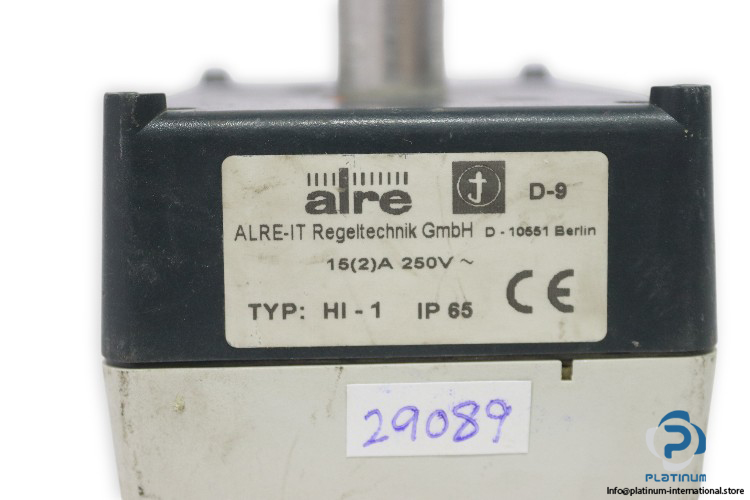 alre
D-9
ALRE-IT Regeltechnik GmbH D - 10551 Berlin
15(2)A 250V ~
TYP: HI - 1 IP 65 CE
29089
PLATINUM
Info@platinum-international.store